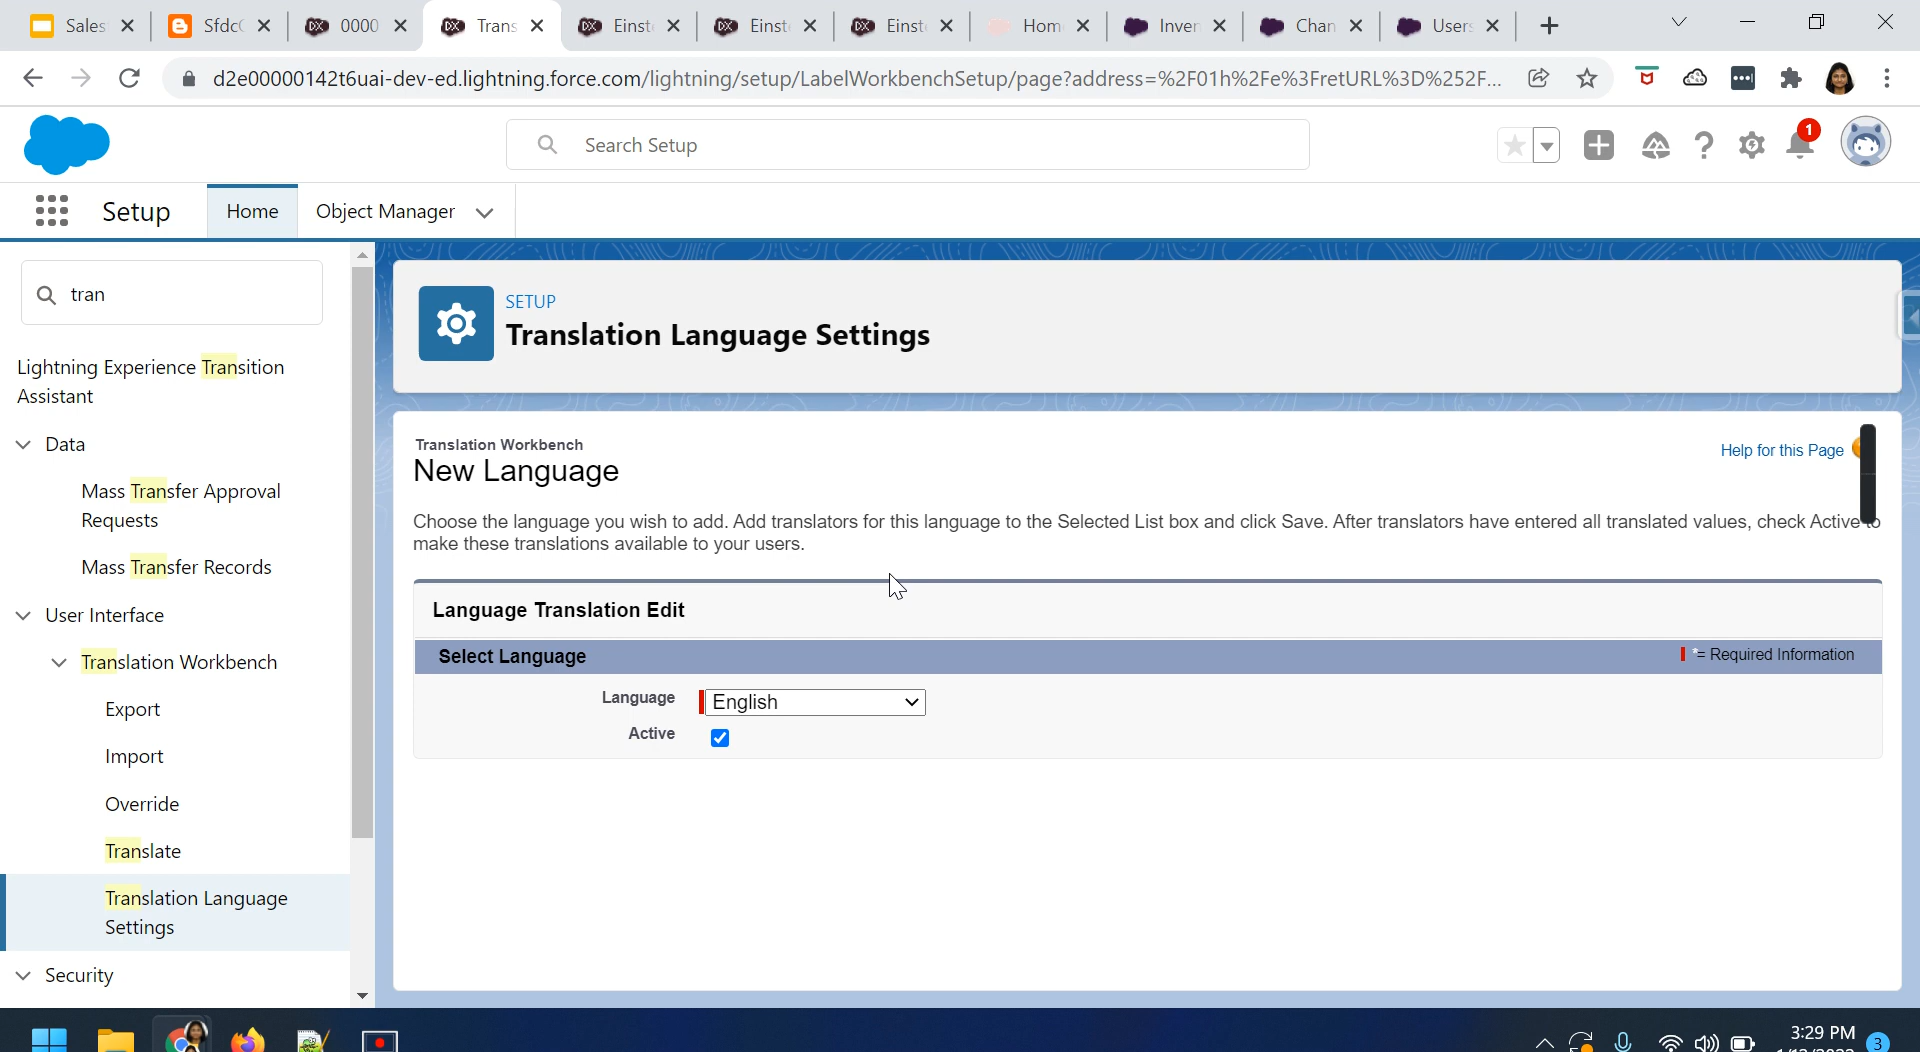 Sales
Sfdc
0000
Trans
Einst
Einst
Einst
Hom
Inven
Chan
Users
d2e00000142t6uai-dev-ed.lightning.force.com/lightning/setup/LabelWorkbenchSetup/page?address=%2F01h%2Fe%3FretURL%3D%252F...
Search Setup
1
Setup
Home
Object Manager
tran
Lightning Experience Transition
Assistant
Data
Mass Transfer Approval
Requests
Mass Transfer Records
User Interface
Translation Workbench
Export
Import
Override
Translate
Translation Language
Settings
Security
SETUP
Translation Language Settings
Translation Workbench
New Language
Help for this Page
Choose the language you wish to add. Add translators for this language to the Selected List box and click Save. After translators have entered all translated values, check Active to
make these translations available to your users.
Language Translation Edit
Select Language
= Required Information
Language
English
Active
3:29 PM
3